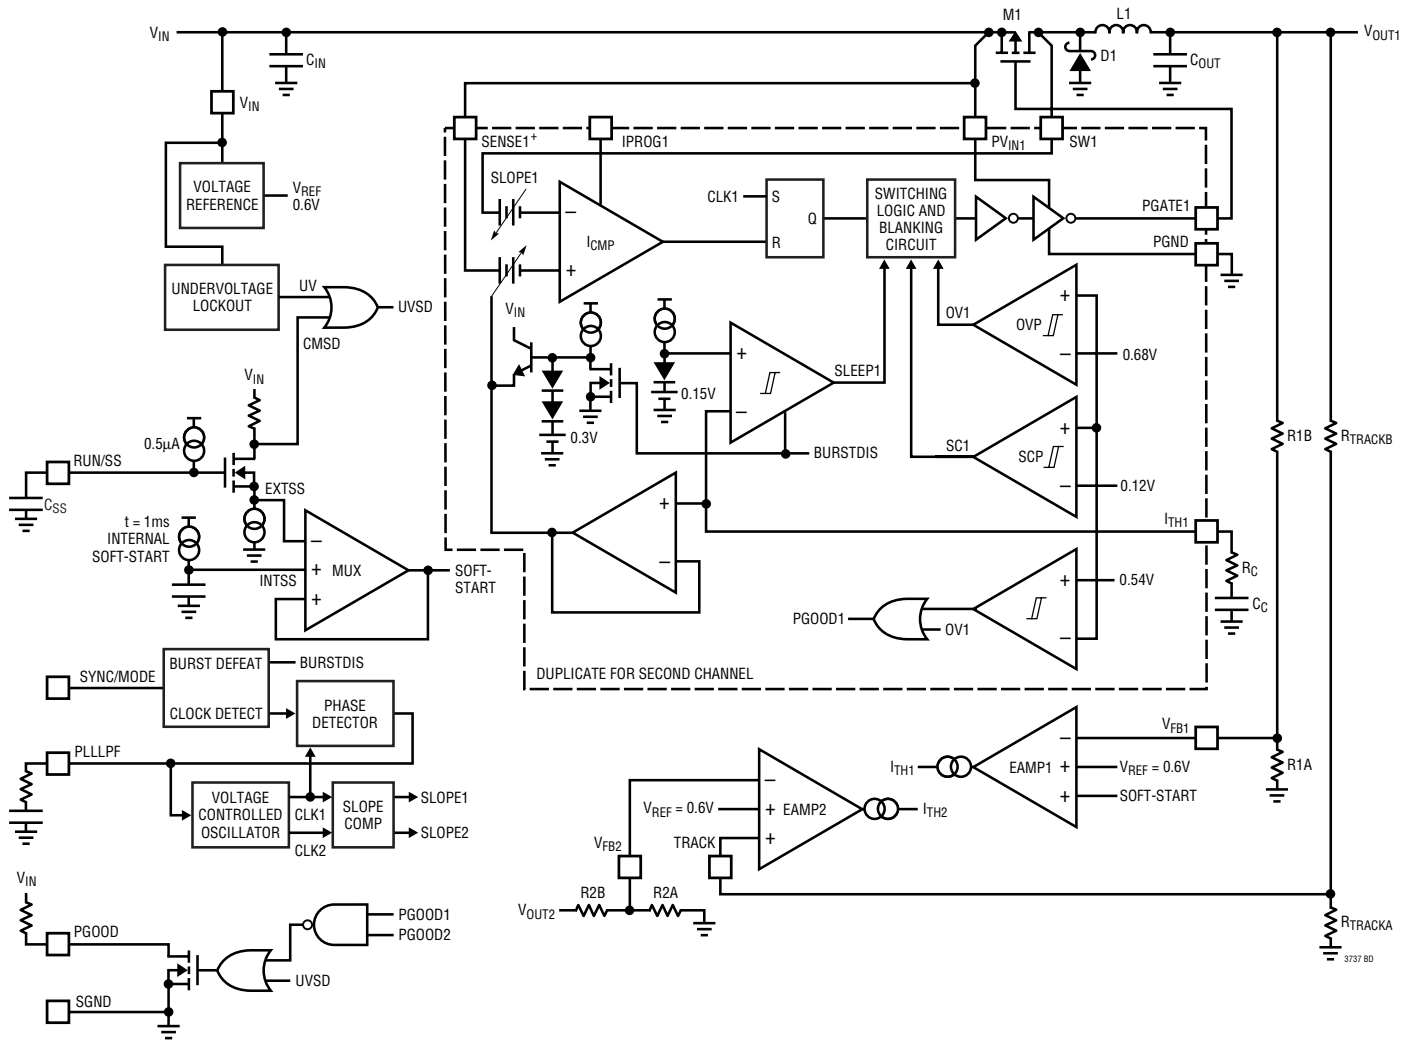 VIN
CIN
M1
L1
D1
COUT
VOUT1
VIN
VOLTAGE
REFERENCE
VREF
0.6V
SENSE1+
IPROG1
PVIN1
SW1
SLOPE1
–
+
ICMP
CLK1
S
R
Q
SWITCHING
LOGIC AND
BLANKING
CIRCUIT
PGATE1
PGND
UNDERVOLTAGE
LOCKOUT
UV
UVSD
CMSD
VIN
0.3V
0.15V
+
–
SLEEP1
BURSTDIS
OV1
OVP
+
–
0.68V
SC1
SCP
+
–
0.12V
R1B
RTRACKB
VIN
0.5µA
RUN/SS
CSS
EXTSS
t = 1ms
INTERNAL
SOFT-START
INTSS
–
+
+
MUX
SOFT-
START
+
–
ITH1
RC
CC
PGOOD1
OV1
+
–
0.54V
DUPLICATE FOR SECOND CHANNEL
SYNC/MODE
BURST DEFEAT
CLOCK DETECT
BURSTDIS
PHASE
DETECTOR
PLLLPF
VOLTAGE
CONTROLLED
OSCILLATOR
CLK1
CLK2
SLOPE
COMP
SLOPE1
SLOPE2
VFB1
R1A
ITH1
EAMP1
–
+
+
VREF = 0.6V
SOFT-START
VREF = 0.6V
TRACK
–
+
+
EAMP2
ITH2
VFB2
VOUT2
R2B
R2A
RTRACKA
VIN
PGOOD
PGOOD1
PGOOD2
UVSD
SGND
3737 BD